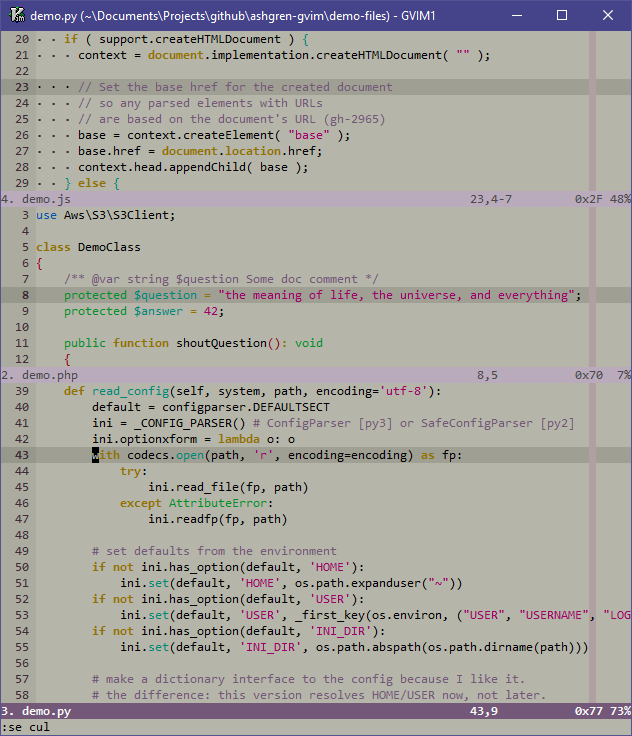 demo.py (~\Documents\Projects\github\ashgren-gvim\demo-files) - GVIM1
20 · · if ( support.createHTMLDocument ) {
21 · · · context = document.implementation.createHTMLDocument( "" );
22
23 · · · // Set the base href for the created document
24 · · · // so any parsed elements with URLs
25 · · · // are based on the document's URL (gh-2965)
26 · · · base = context.createElement( "base" );
27 · · · base.href = document.location.href;
28 · · · context.head.appendChild( base );
29 · · } else {
4. demo.js 23,4-7 0x2F 48%
3 use Aws\S3\S3Client;
4
5 class DemoClass
6 {
7 /** @var string $question Some doc comment */
8 protected $question = "the meaning of life, the universe, and everything";
9 protected $answer = 42;
10
11 public function shoutQuestion(): void
12 {
2. demo.php 8,5 0x70 7%
39 def read_config(self, system, path, encoding='utf-8'):
40 default = configparser.DEFAULTSECT
41 ini = _CONFIG_PARSER() # ConfigParser [py3] or SafeConfigParser [py2]
42 ini.optionxform = lambda o: o
43 with codecs.open(path, 'r', encoding=encoding) as fp:
44 try:
45 ini.read_file(fp, path)
46 except AttributeError:
47 ini.readfp(fp, path)
48
49 # set defaults from the environment
50 if not ini.has_option(default, 'HOME'):
51 ini.set(default, 'HOME', os.path.expanduser("~"))
52 if not ini.has_option(default, 'USER'):
53 ini.set(default, 'USER', _first_key(os.environ, ("USER", "USERNAME", "LOG
54 if not ini.has_option(default, 'INI_DIR'):
55 ini.set(default, 'INI_DIR', os.path.abspath(os.path.dirname(path)))
56
57 # make a dictionary interface to the config because I like it.
58 # the difference: this version resolves HOME/USER now, not later.
3. demo.py 43,9 0x77 73%
:se cul